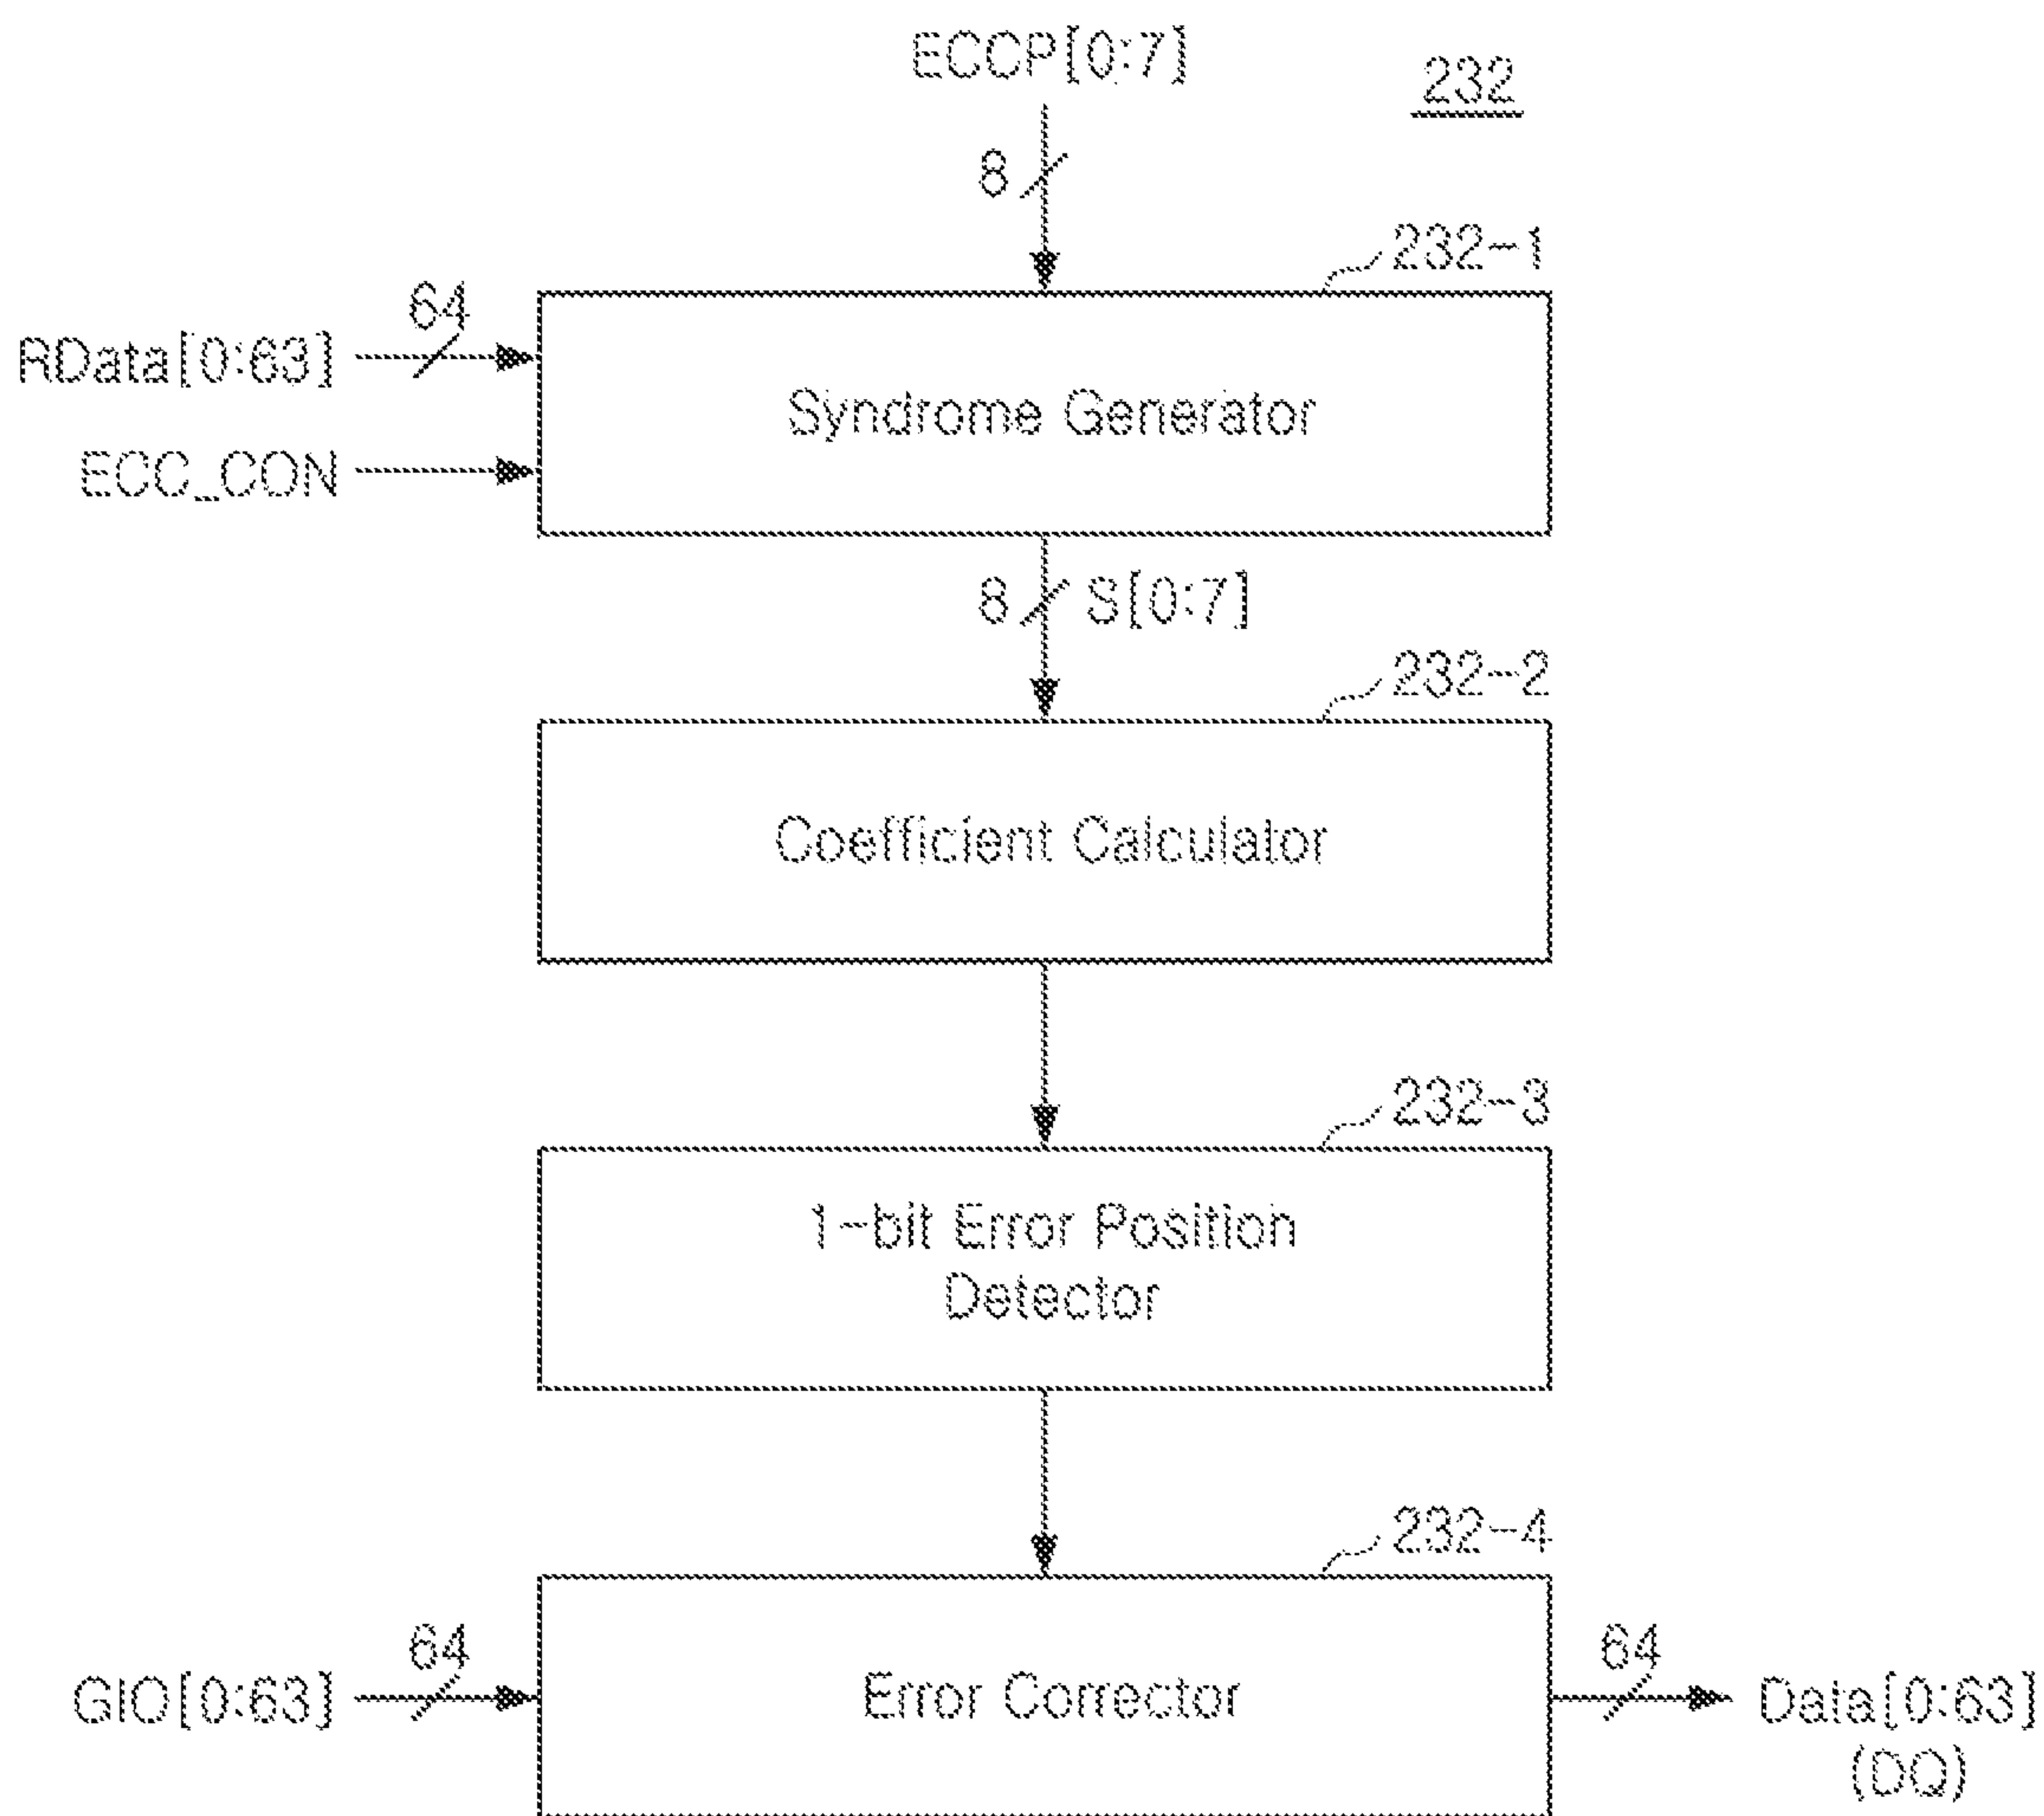 ECCP[0:7]
232
8
232-1
64
RData[0:63]
Syndrome Generator
ECC_CON
8
S[0:7]
232-2
Coefficient Calculator
232-3
1-bit Error Position
Detector
232-4
64
64
GIO[0:63]
Error Corrector
Data[0:63]
(DQ)